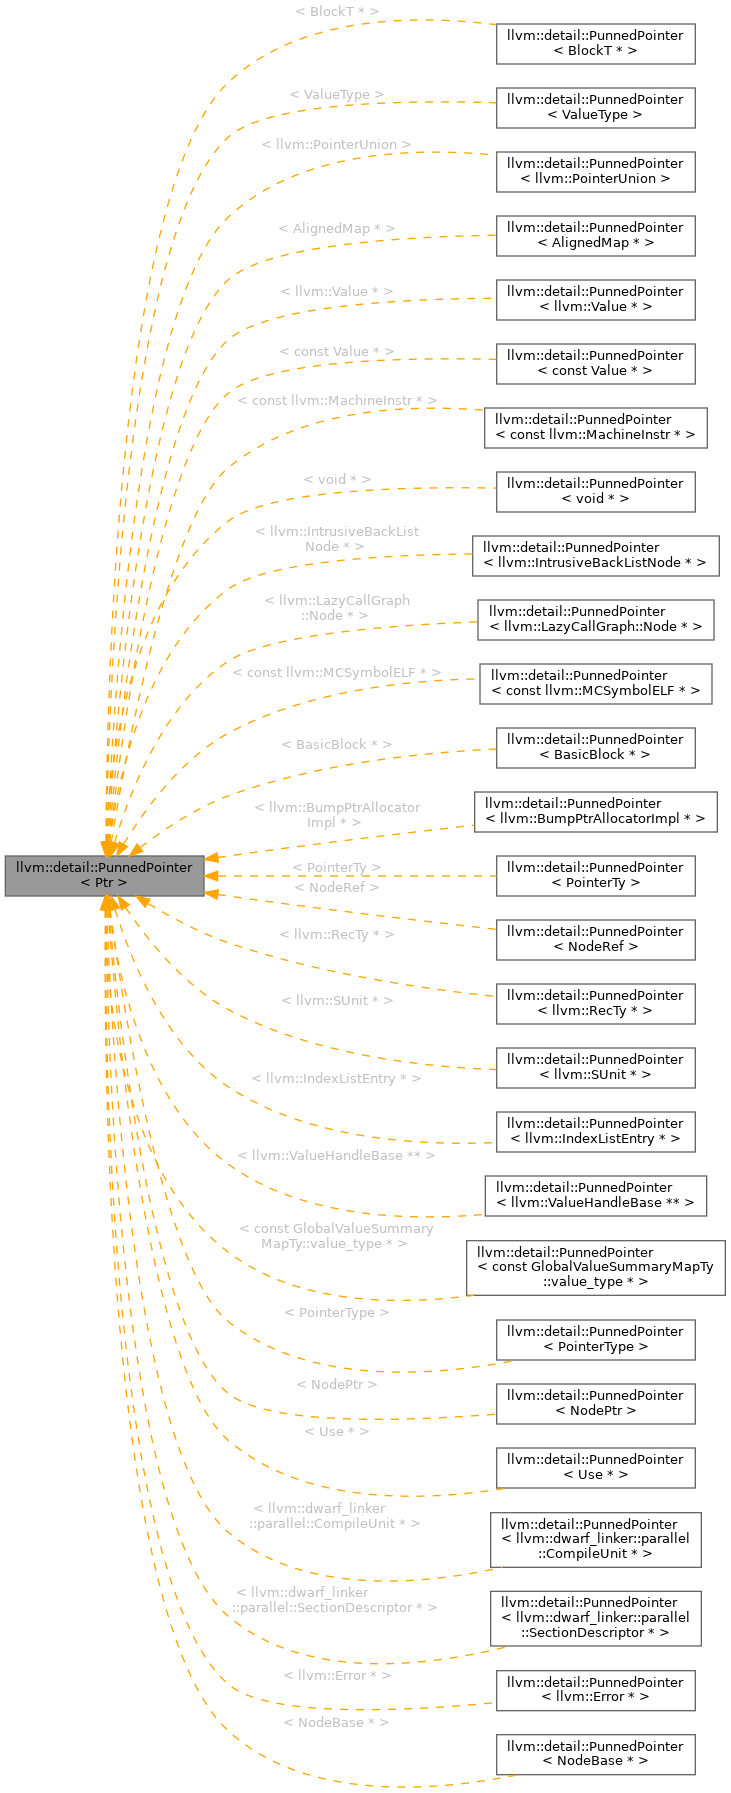 < BlockT * >
llvm::detail::PunnedPointer
< BlockT * >
< ValueType >
llvm::detail::PunnedPointer
< ValueType >
< llvm::PointerUnion >
llvm::detail::PunnedPointer
< llvm::PointerUnion >
< AlignedMap * >
llvm::detail::PunnedPointer
< AlignedMap * >
< llvm::Value * >
llvm::detail::PunnedPointer
< llvm::Value * >
< const Value * >
llvm::detail::PunnedPointer
< const Value * >
< const llvm::MachineInstr * >
llvm::detail::PunnedPointer
< const llvm::MachineInstr * >
< void * >
llvm::detail::PunnedPointer
< void * >
< llvm::IntrusiveBackList
Node * >
llvm::detail::PunnedPointer
< llvm::IntrusiveBackListNode * >
< llvm::LazyCallGraph
::Node * >
llvm::detail::PunnedPointer
< llvm::LazyCallGraph::Node * >
< const llvm::MCSymbolELF * >
llvm::detail::PunnedPointer
< const llvm::MCSymbolELF * >
< BasicBlock * >
llvm::detail::PunnedPointer
< BasicBlock * >
< llvm::BumpPtrAllocator
Impl * >
llvm::detail::PunnedPointer
< llvm::BumpPtrAllocatorImpl * >
llvm::detail::PunnedPointer
< Ptr >
< PointerTy >
llvm::detail::PunnedPointer
< PointerTy >
< NodeRef >
llvm::detail::PunnedPointer
< NodeRef >
< llvm::RecTy * >
llvm::detail::PunnedPointer
< llvm::RecTy * >
< llvm::SUnit * >
llvm::detail::PunnedPointer
< llvm::SUnit * >
< llvm::IndexListEntry * >
llvm::detail::PunnedPointer
< llvm::IndexListEntry * >
< llvm::ValueHandleBase ** >
llvm::detail::PunnedPointer
< llvm::ValueHandleBase ** >
< const GlobalValueSummary
MapTy::value_type * >
llvm::detail::PunnedPointer
< const GlobalValueSummaryMapTy
::value_type * >
< PointerType >
llvm::detail::PunnedPointer
< PointerType >
< NodePtr >
llvm::detail::PunnedPointer
< NodePtr >
< Use * >
llvm::detail::PunnedPointer
< Use * >
< llvm::dwarf_linker
::parallel::CompileUnit * >
llvm::detail::PunnedPointer
< llvm::dwarf_linker::parallel
::CompileUnit * >
< llvm::dwarf_linker
::parallel::SectionDescriptor * >
llvm::detail::PunnedPointer
< llvm::dwarf_linker::parallel
::SectionDescriptor * >
< llvm::Error * >
llvm::detail::PunnedPointer
< llvm::Error * >
< NodeBase * >
llvm::detail::PunnedPointer
< NodeBase * >